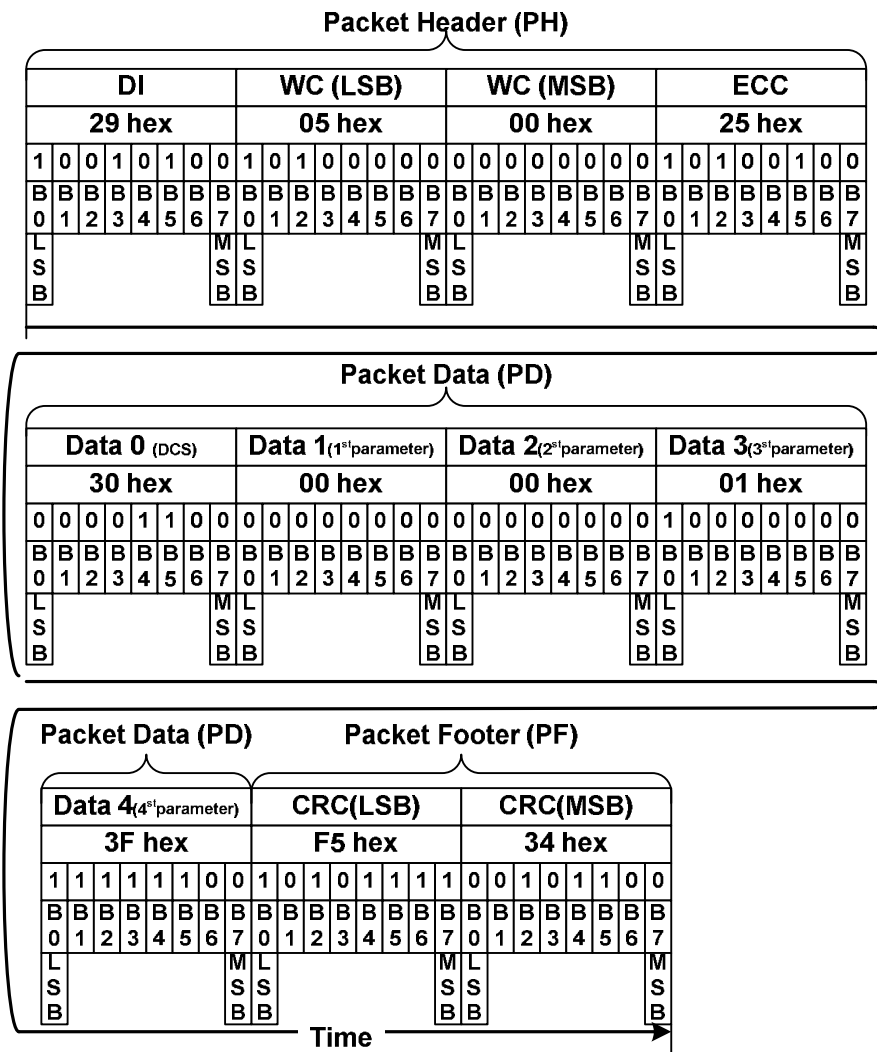 Packet Header (PH)
DI WC (LSB) WC (MSB) ECC
29 hex 05 hex 00 hex 25 hex
1 0 0 1 0 1 0 0 1 0 1 0 0 0 0 0 0 0 0 0 0 0 0 0 1 0 1 0 0 1 0 0
B0 B1 B2 B3 B4 B5 B6 B7 B0 B1 B2 B3 B4 B5 B6 B7 B0 B1 B2 B3 B4 B5 B6 B7 B0 B1 B2 B3 B4 B5 B6 B7
LSB MSB LSB MSB LSB MSB LSB MSB
Packet Data (PD)
Data 0 (DCS) Data 1(1stparameter) Data 2(2stparameter) Data 3(3stparameter)
30 hex 00 hex 00 hex 01 hex
0 0 0 0 1 1 0 0 0 0 0 0 0 0 0 0 0 0 0 0 0 0 0 0 1 0 0 0 0 0 0 0
B0 B1 B2 B3 B4 B5 B6 B7 B0 B1 B2 B3 B4 B5 B6 B7 B0 B1 B2 B3 B4 B5 B6 B7 B0 B1 B2 B3 B4 B5 B6 B7
LSB MSB LSB MSB LSB MSB LSB MSB
Packet Data (PD) Packet Footer (PF)
Data 4(4stparameter) CRC(LSB) CRC(MSB)
3F hex F5 hex 34 hex
1 1 1 1 1 1 0 0 1 0 1 0 1 1 1 1 0 0 1 0 1 1 0 0
B0 B1 B2 B3 B4 B5 B6 B7 B0 B1 B2 B3 B4 B5 B6 B7 B0 B1 B2 B3 B4 B5 B6 B7
LSB MSB LSB MSB LSB MSB
Time